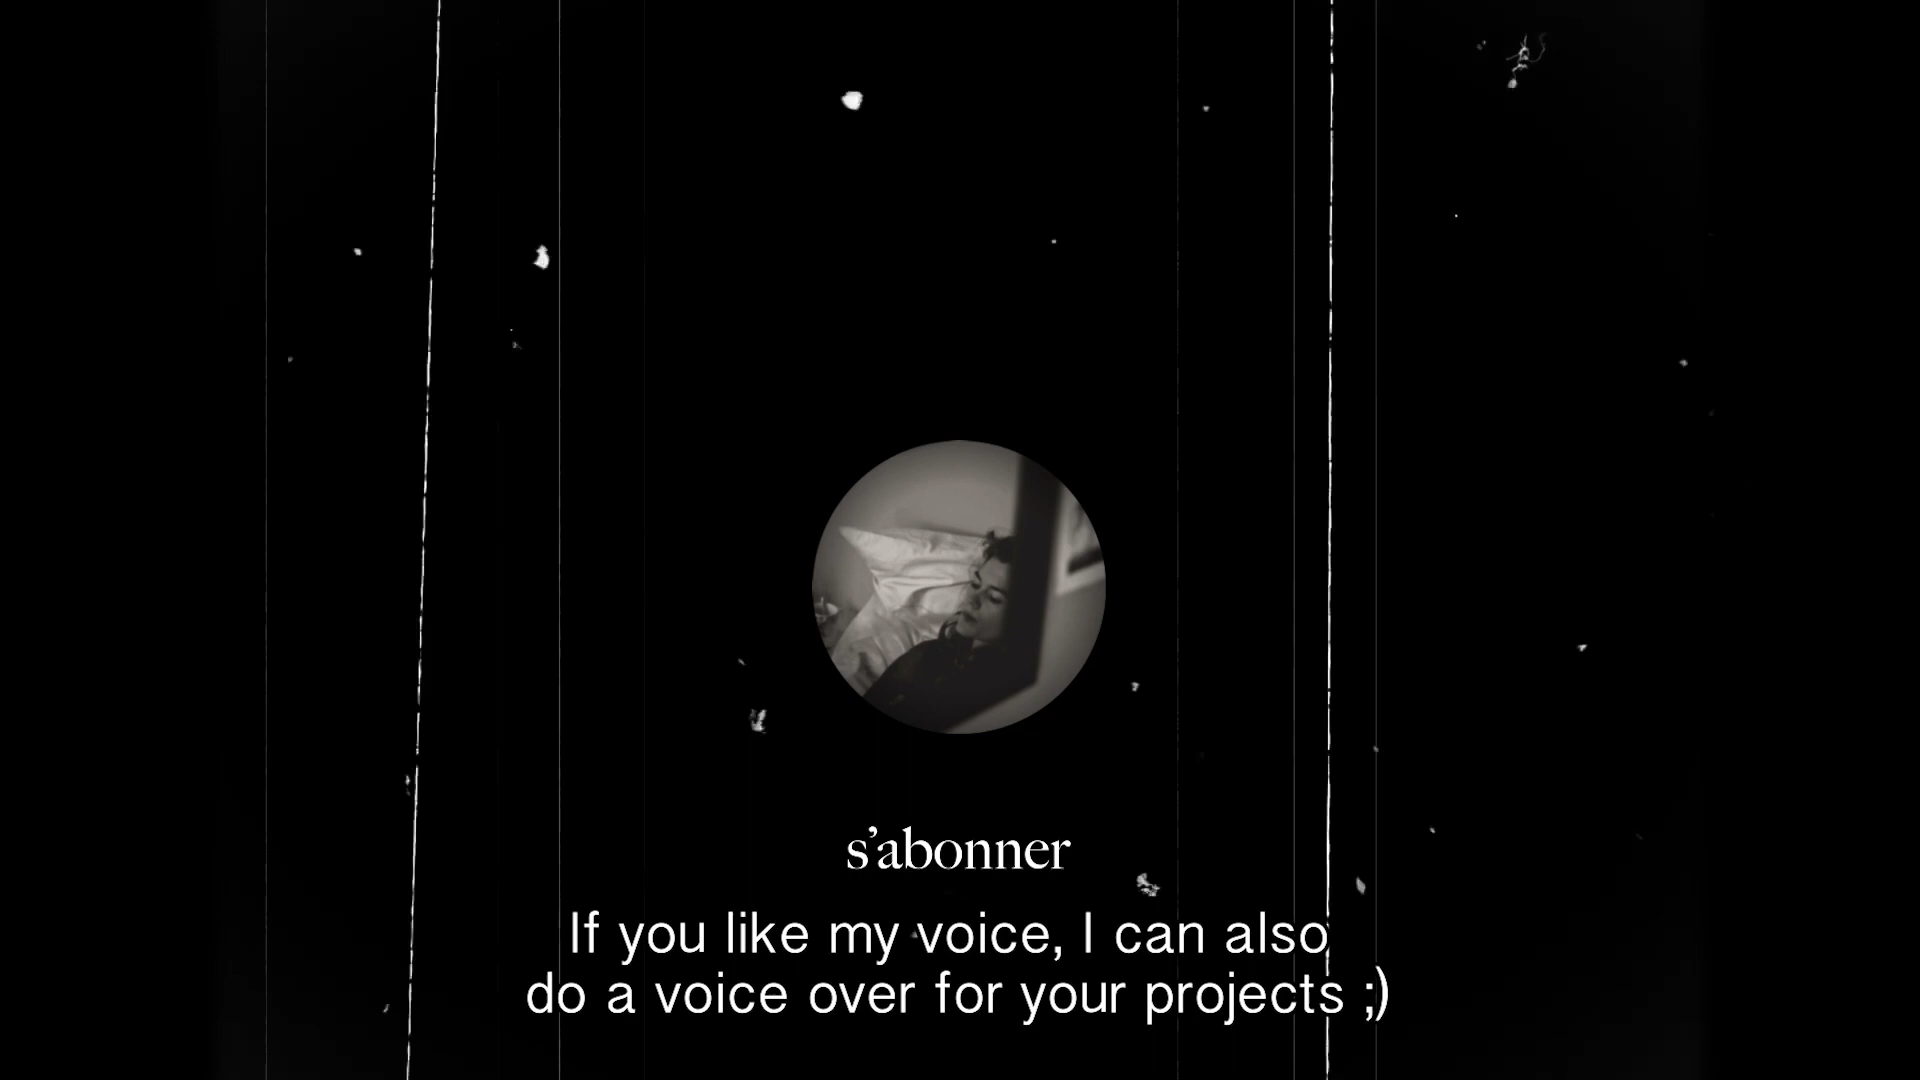 s’abonner
If you like my voice, I can also
do a voice over for your projects ;)